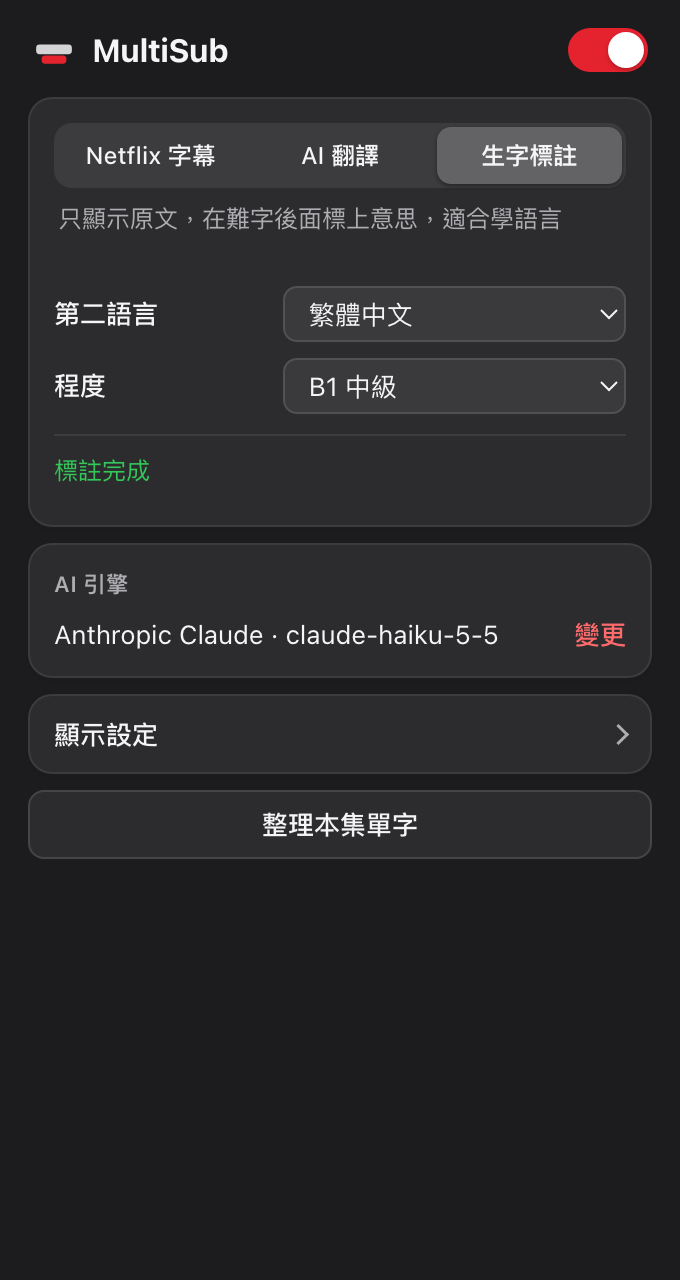 MultiSub
Netflix 字幕
AI 翻譯
生字標註
只顯示原文，在難字後面標上意思，適合學語言
第二語言
繁體中文
程度
B1 中級
標註完成
AI 引擎
Anthropic Claude · claude-haiku-5-5
變更
顯示設定
整理本集單字